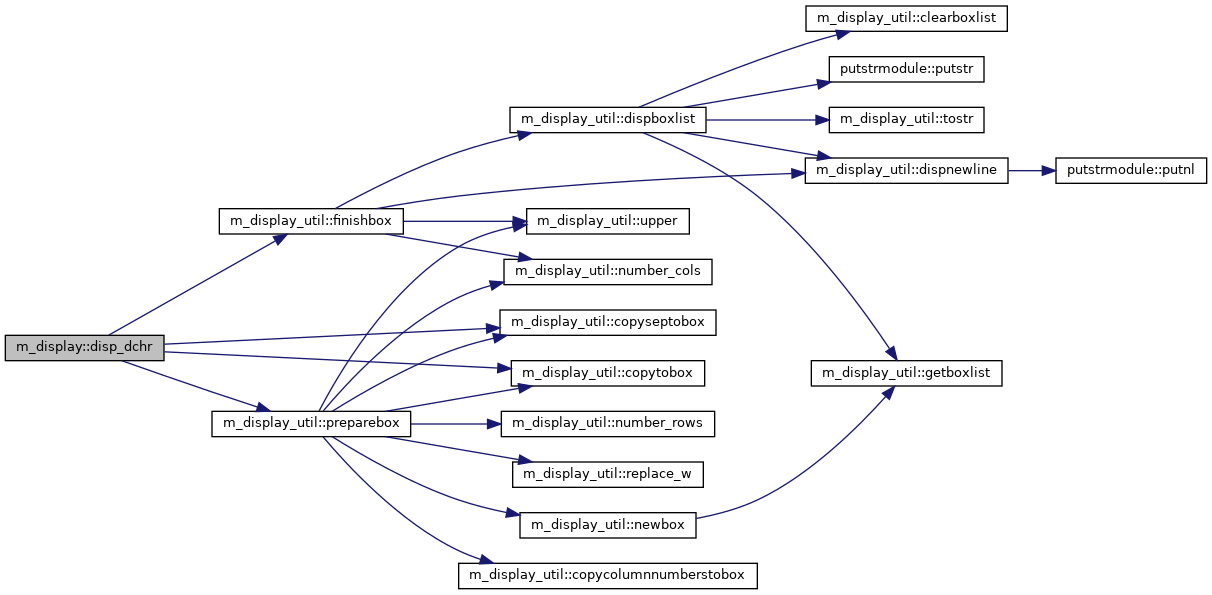 m_display_util::clearboxlist
putstrmodule::putstr
m_display_util::dispboxlist
m_display_util::tostr
m_display_util::dispnewline
putstrmodule::putnl
m_display_util::finishbox
m_display_util::upper
m_display_util::number_cols
m_display_util::copyseptobox
m_display::disp_dchr
m_display_util::copytobox
m_display_util::getboxlist
m_display_util::preparebox
m_display_util::number_rows
m_display_util::replace_w
m_display_util::newbox
m_display_util::copycolumnnumberstobox